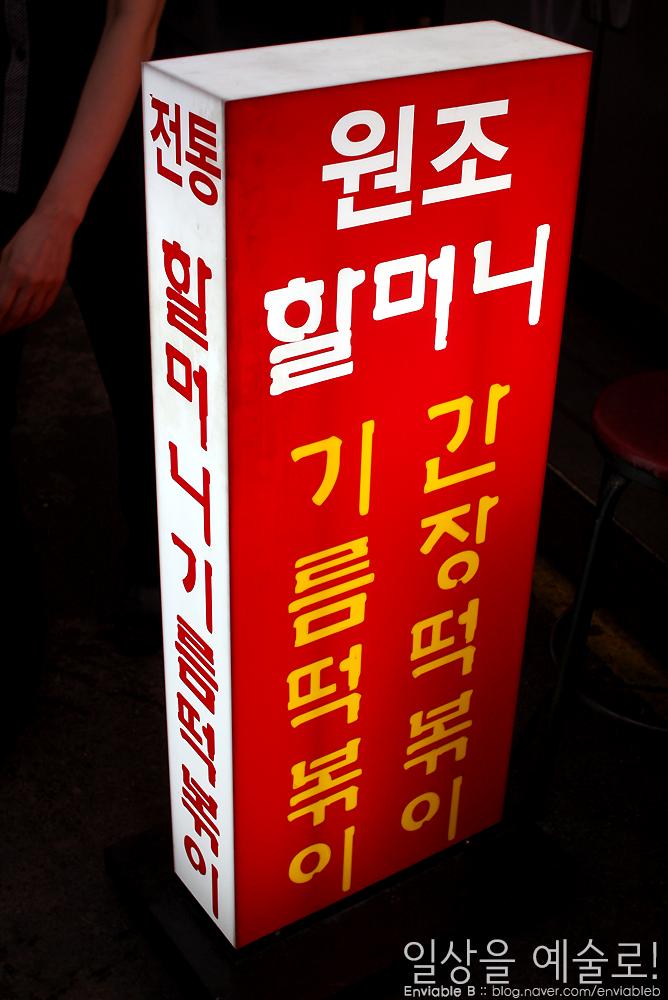 전통
할머니기름떡볶이
원조
할머니
기름떡볶이
간장떡볶이
일상을 예술로!
Enviable B :: blog.naver.com/enviableb